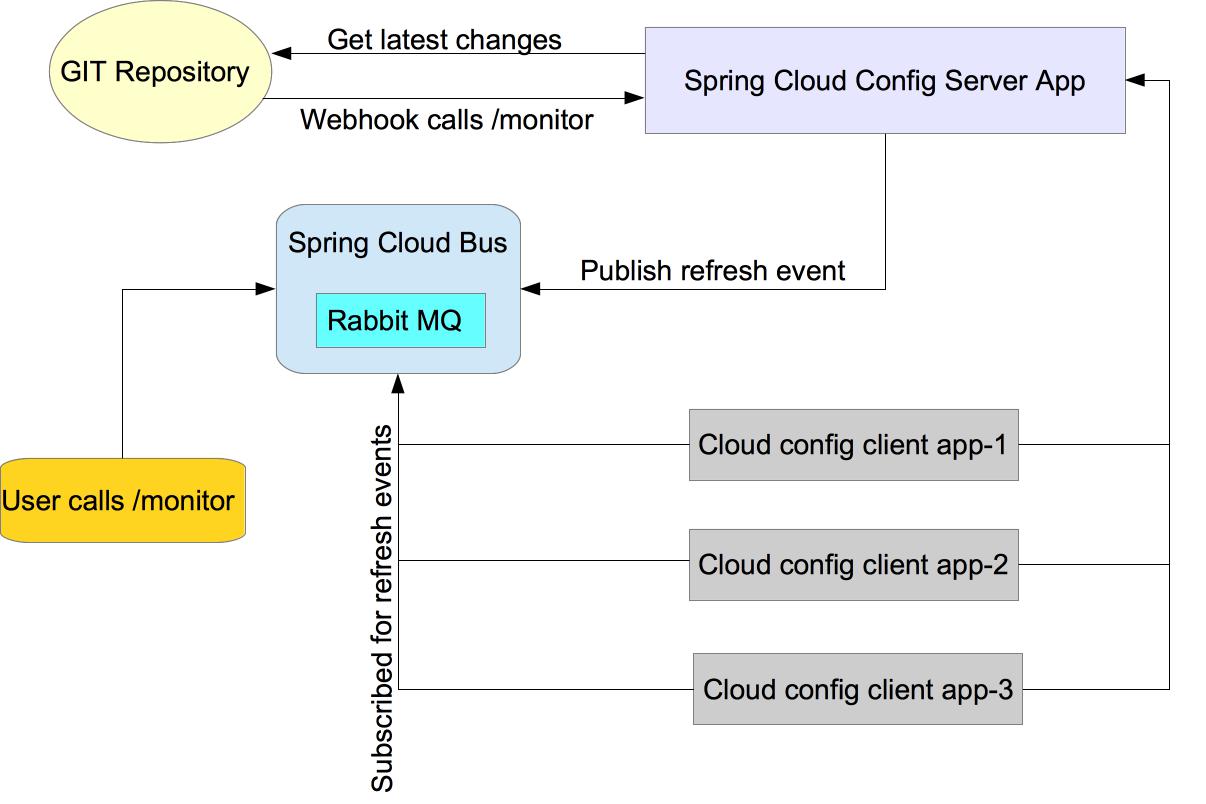 Get latest changes
GIT Repository
Spring Cloud Config Server App
Webhook calls /monitor
Spring Cloud Bus
Publish refresh event
Rabbit MQ
Subscribed for refresh events
Cloud config client app-1
User calls /monitor
Cloud config client app-2
Cloud config client app-3